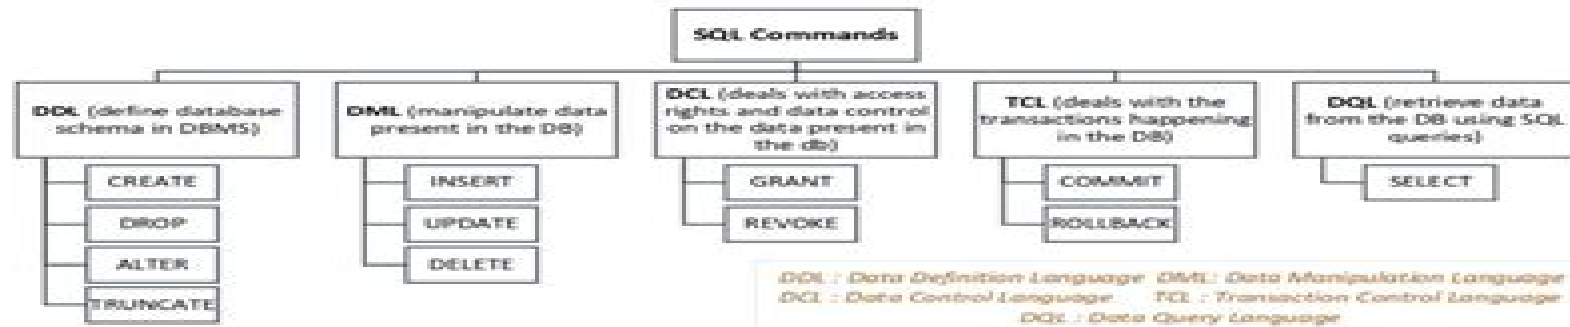 SQL Commands
DDL (define database
schema in DBMS)
CREATE
DROP
ALTER
TRUNCATE
DML (manipulate data
present in the DB)
INSERT
UPDATE
DELETE
DCL (deals with access
rights and data control
on the data present in
the db)
GRANT
REVOKE
TCL (deals with the
transactions happening
in the DB)
COMMIT
ROLLBACK
DQL (retrieve data
from the DB using SQL
queries)
SELECT
DDL : Data Definition Language DML: Data Manipulation Language
DCL : Data Control Language TCL : Transaction Control Language
DQL : Data Query Language